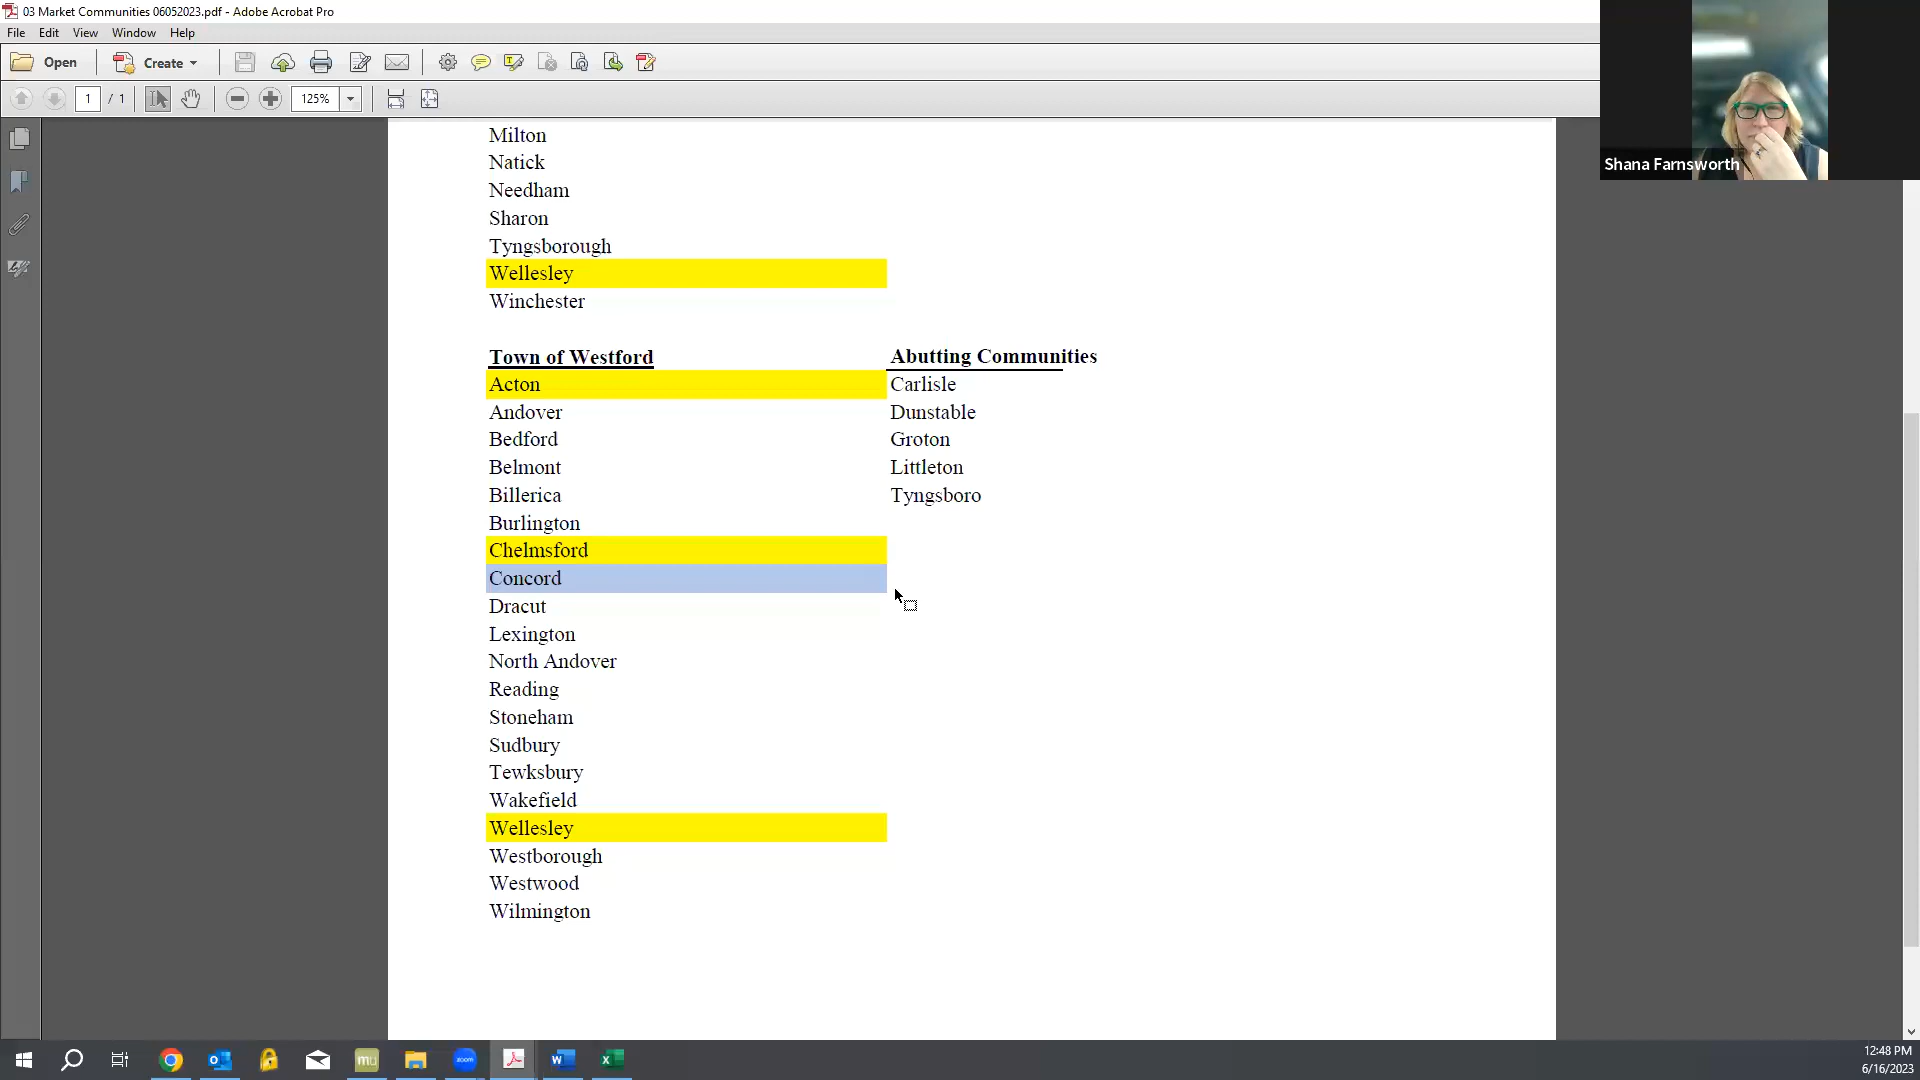 03 Market Communities 06052023.pdf - Adobe Acrobat Pro
File Edit View Window Help
Open Create
1 / 1 125%
Shana Farnsworth
Milton
Natick
Needham
Sharon
Tyngsborough
Wellesley
Winchester
Town of Westford Abutting Communities
Acton Carlisle
Andover Dunstable
Bedford Groton
Belmont Littleton
Billerica Tyngsboro
Burlington
Chelmsford
Concord
Dracut
Lexington
North Andover
Reading
Stoneham
Sudbury
Tewksbury
Wakefield
Wellesley
Westborough
Westwood
Wilmington
mu zoom
12:48 PM
6/16/2023